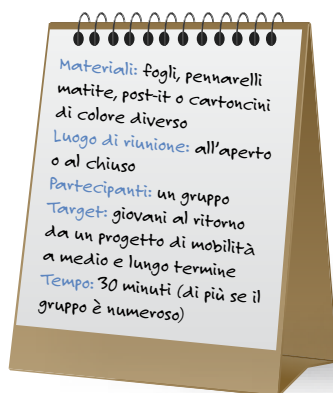 Materiali: fogli, pennarelli
matite, post-it o cartoncini
di colore diverso
Luogo di riunione: all'aperto
o al chiuso
Partecipanti: un gruppo
Target: giovani al ritorno
da un progetto di mobilità
a medio e lungo termine
Tempo: 30 minuti (di più se il
gruppo è numeroso)